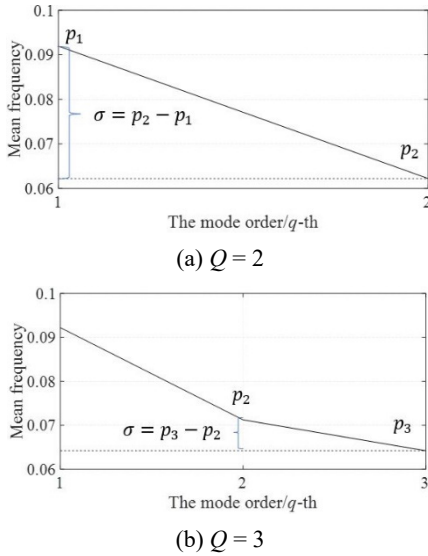 0.1
0.09
0.08
0.07
0.06
Mean frequency
p₁
σ = p₂ − p₁
p₂
1
2
The mode order/q-th
(a) Q = 2
0.1
0.09
0.08
0.07
0.06
Mean frequency
p₂
σ = p₃ − p₂
p₃
1
2
3
The mode order/q-th
(b) Q = 3